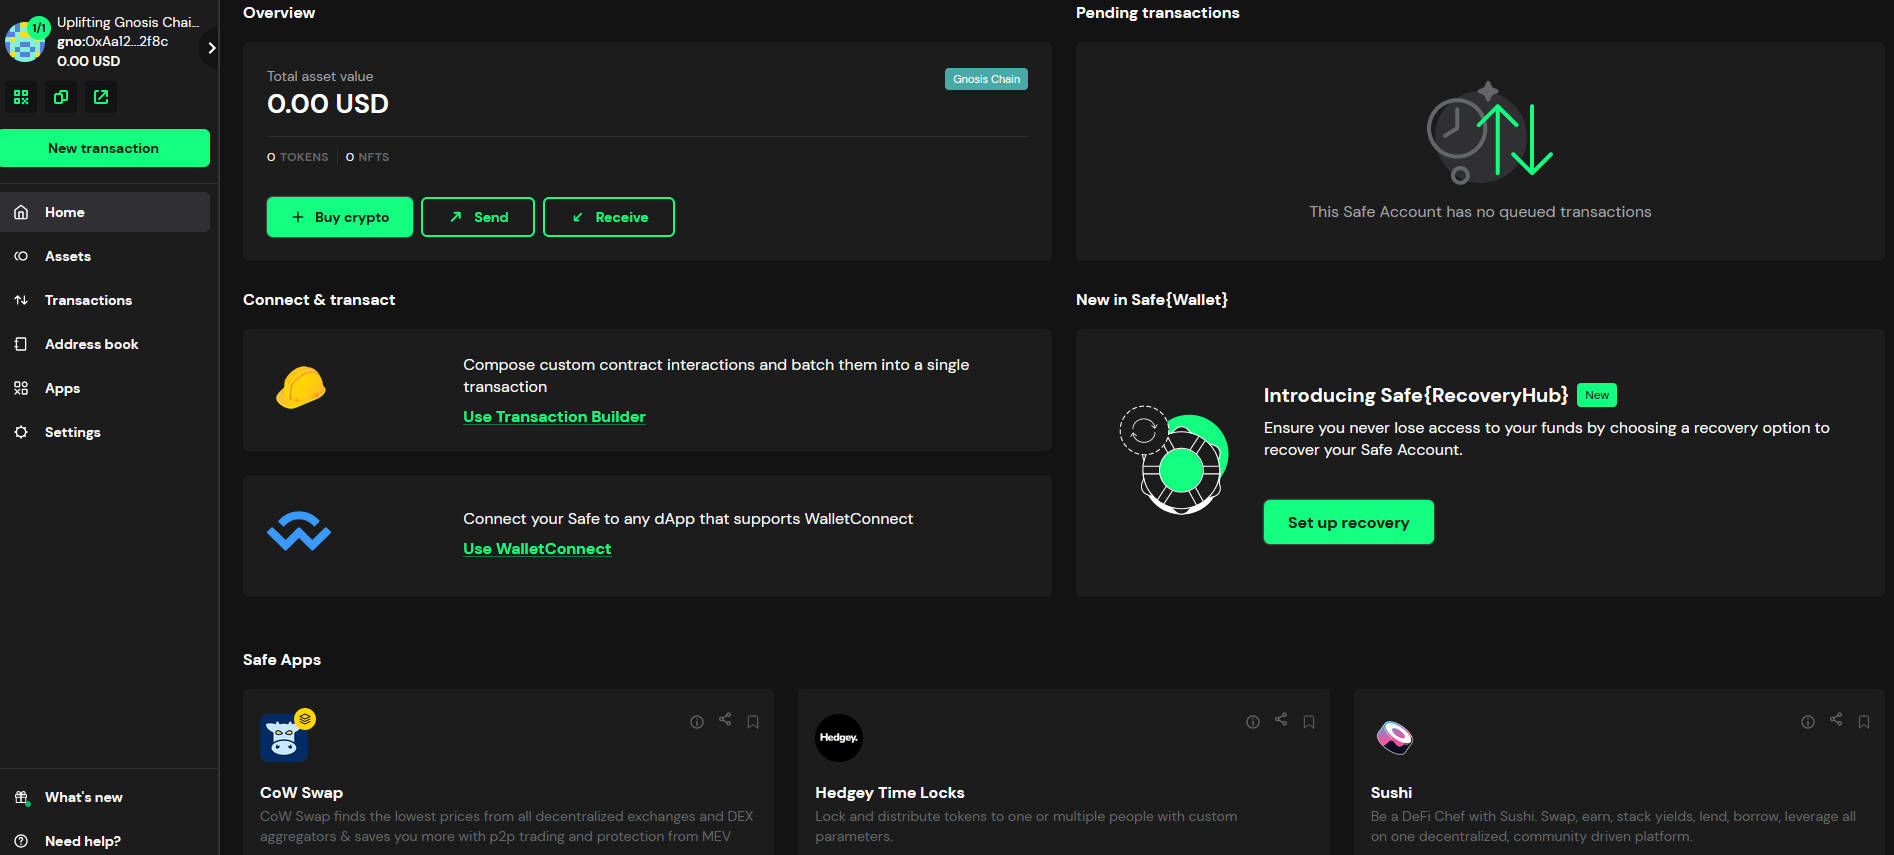 1/1
Uplifting Gnosis Chai...
gno:0xAa12...2f8c
0.00 USD
New transaction
Home
Assets
Transactions
Address book
Apps
Settings
What's new
Need help?
Overview
Total asset value
Gnosis Chain
0.00 USD
0 TOKENS 0 NFTS
Buy crypto
Send
Receive
Pending transactions
This Safe Account has no queued transactions
Connect & transact
Compose custom contract interactions and batch them into a single
transaction
Use Transaction Builder
Connect your Safe to any dApp that supports WalletConnect
Use WalletConnect
New in Safe{Wallet}
Introducing Safe{RecoveryHub} New
Ensure you never lose access to your funds by choosing a recovery option to
recover your Safe Account.
Set up recovery
Safe Apps
CoW Swap
CoW Swap finds the lowest prices from all decentralized exchanges and DEX
aggregators & saves you more with p2p trading and protection from MEV
Hedgey.
Hedgey Time Locks
Lock and distribute tokens to one or multiple people with custom
parameters.
Sushi
Be a DeFi Chef with Sushi. Swap, earn, stack yields, lend, borrow, leverage all
on one decentralized, community driven platform.